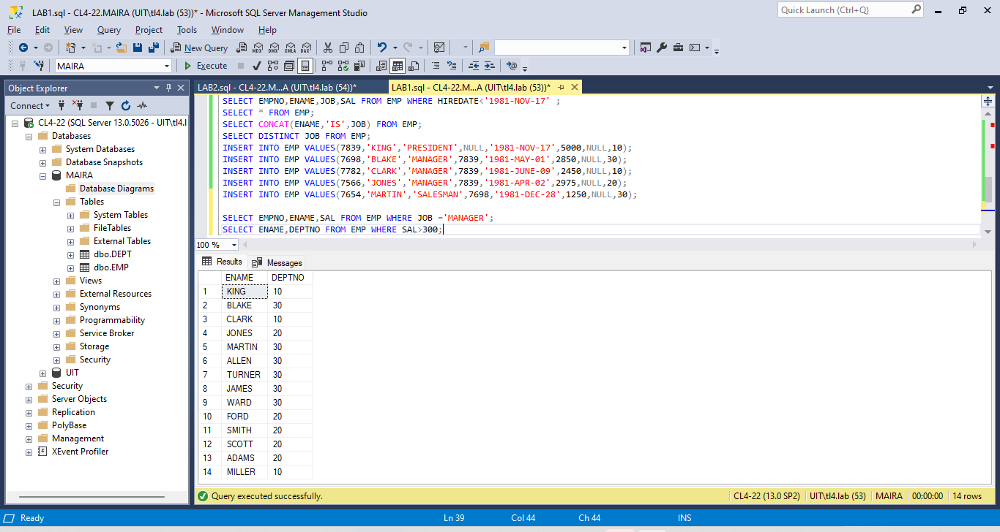 LAB1.sql - CL4-22.MAIRA (UIT\tl4.lab (53))* - Microsoft SQL Server Management Studio
Quick Launch (Ctrl+Q)
File Edit View Query Project Tools Window Help
New Query MDX DMX XMLA DAX
MAIRA Execute
Object Explorer
LAB2.sql - CL4-22.M...A (UIT\tl4.lab (54))*
LAB1.sql - CL4-22.M...A (UIT\tl4.lab (53))*
Connect
CL4-22 (SQL Server 13.0.5026 - UIT\tl4.l
Databases
System Databases
Database Snapshots
MAIRA
Database Diagrams
Tables
System Tables
FileTables
External Tables
dbo.DEPT
dbo.EMP
Views
External Resources
Synonyms
Programmability
Service Broker
Storage
Security
UIT
Security
Server Objects
Replication
PolyBase
Management
XEvent Profiler
SELECT EMPNO,ENAME,JOB,SAL FROM EMP WHERE HIREDATE<'1981-NOV-17' ;
SELECT * FROM EMP;
SELECT CONCAT(ENAME,'IS',JOB) FROM EMP;
SELECT DISTINCT JOB FROM EMP;
INSERT INTO EMP VALUES(7839,'KING','PRESIDENT',NULL,'1981-NOV-17',5000,NULL,10);
INSERT INTO EMP VALUES(7698,'BLAKE','MANAGER',7839,'1981-MAY-01',2850,NULL,30);
INSERT INTO EMP VALUES(7782,'CLARK','MANAGER',7839,'1981-JUNE-09',2450,NULL,10);
INSERT INTO EMP VALUES(7566,'JONES','MANAGER',7839,'1981-APR-02',2975,NULL,20);
INSERT INTO EMP VALUES(7654,'MARTIN','SALESMAN',7698,'1981-DEC-28',1250,NULL,30);
SELECT EMPNO,ENAME,SAL FROM EMP WHERE JOB ='MANAGER';
SELECT ENAME,DEPTNO FROM EMP WHERE SAL>300;
100 %
Results Messages
ENAME DEPTNO
1 KING 10
2 BLAKE 30
3 CLARK 10
4 JONES 20
5 MARTIN 30
6 ALLEN 30
7 TURNER 30
8 JAMES 30
9 WARD 30
10 FORD 20
11 SMITH 20
12 SCOTT 20
13 ADAMS 20
14 MILLER 10
Query executed successfully. CL4-22 (13.0 SP2) UIT\tl4.lab (53) MAIRA 00:00:00 14 rows
Ready Ln 39 Col 44 Ch 44 INS